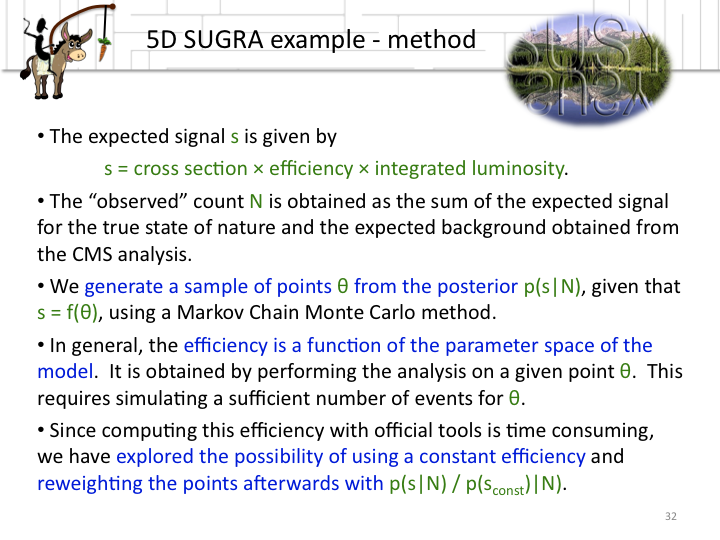 5D SUGRA example - method
SUSY
• The expected signal s is given by
s = cross section × efficiency × integrated luminosity.
• The “observed” count N is obtained as the sum of the expected signal
for the true state of nature and the expected background obtained from
the CMS analysis.
• We generate a sample of points θ from the posterior p(s|N), given that
s = f(θ), using a Markov Chain Monte Carlo method.
• In general, the efficiency is a function of the parameter space of the
model.  It is obtained by performing the analysis on a given point θ.  This
requires simulating a sufficient number of events for θ.
• Since computing this efficiency with official tools is time consuming,
we have explored the possibility of using a constant efficiency and
reweighting the points afterwards with p(s|N) / p(sconst)|N).
32